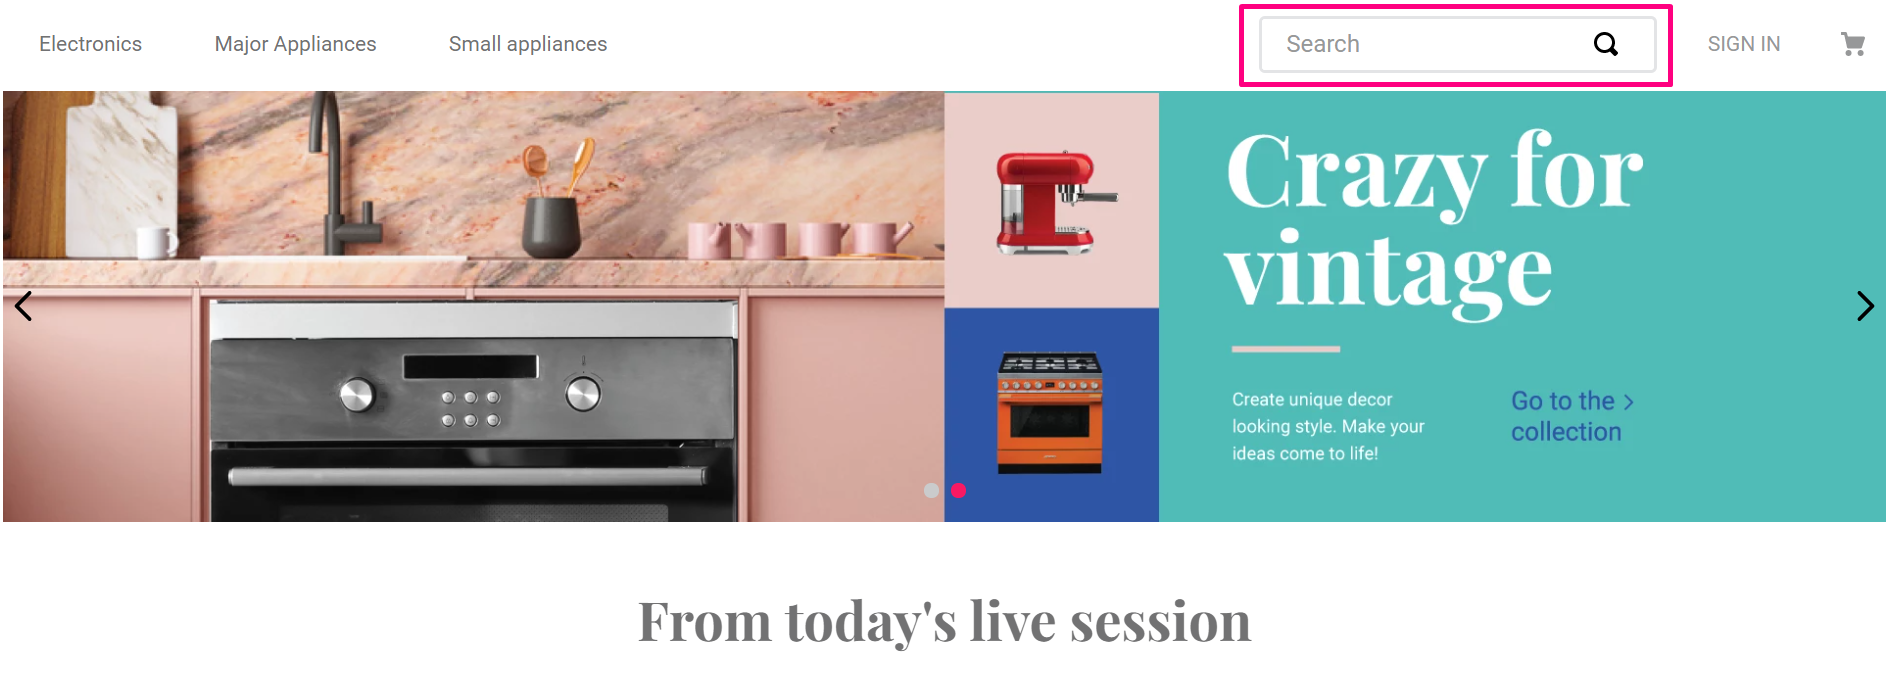 Electronics
Major Appliances
Small appliances
Search
SIGN IN
Crazy for
vintage
Create unique decor
looking style. Make your
ideas come to life!
Go to the >
collection
From today's live session